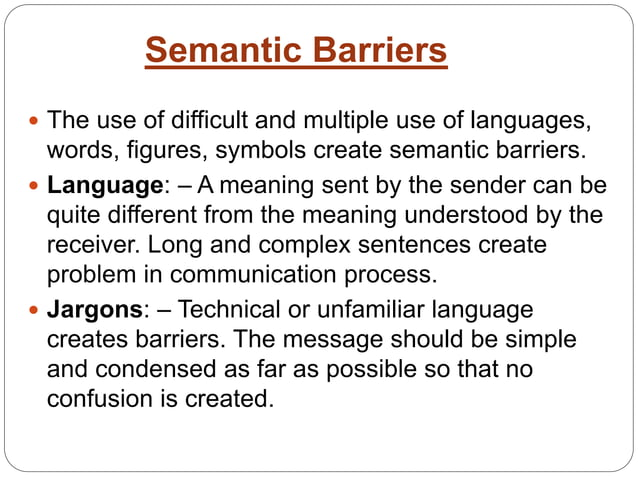 Semantic Barriers
• The use of difficult and multiple use of languages,
words, figures, symbols create semantic barriers.
• Language: – A meaning sent by the sender can be
quite different from the meaning understood by the
receiver. Long and complex sentences create
problem in communication process.
• Jargons: – Technical or unfamiliar language
creates barriers. The message should be simple
and condensed as far as possible so that no
confusion is created.